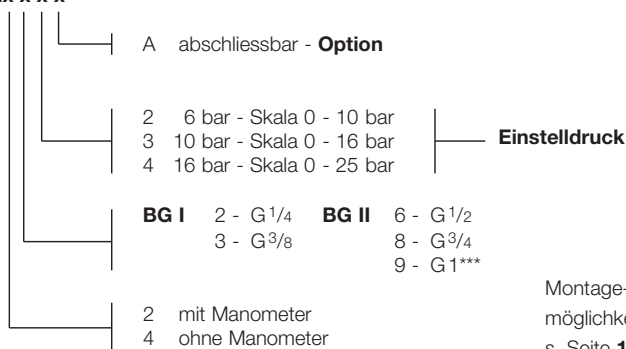 A abschliessbar - Option
2 6 bar - Skala 0 - 10 bar
3 10 bar - Skala 0 - 16 bar
4 16 bar - Skala 0 - 25 bar
Einstelldruck
BG I 2 - G1/4 BG II 6 - G1/2
3 - G3/8 8 - G3/4
9 - G1***
2 mit Manometer
4 ohne Manometer
Montage-
s. Seite